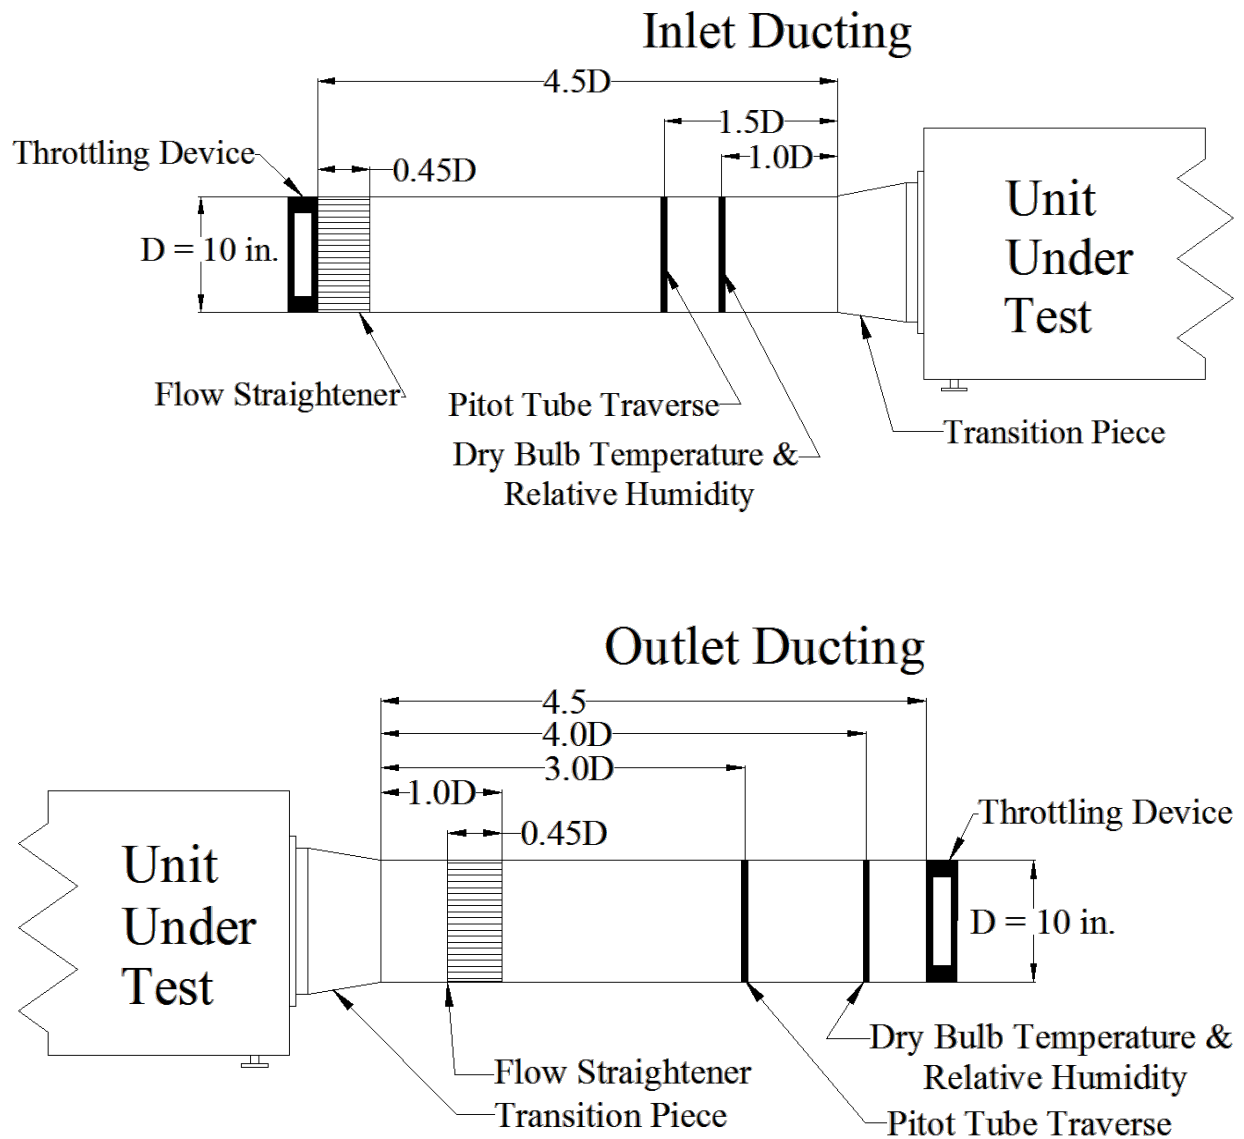 Inlet Ducting
4.5D
1.5D
Throttling Device
0.45D
1.0D
Unit
Under
Test
D = 10 in.
Flow Straightener
Pitot Tube Traverse
Transition Piece
Dry Bulb Temperature &
Relative Humidity
Outlet Ducting
4.5
4.0D
3.0D
1.0D
Throttling Device
0.45D
Unit
Under
Test
D = 10 in.
Dry Bulb Temperature &
Relative Humidity
Flow Straightener
Transition Piece
Pitot Tube Traverse